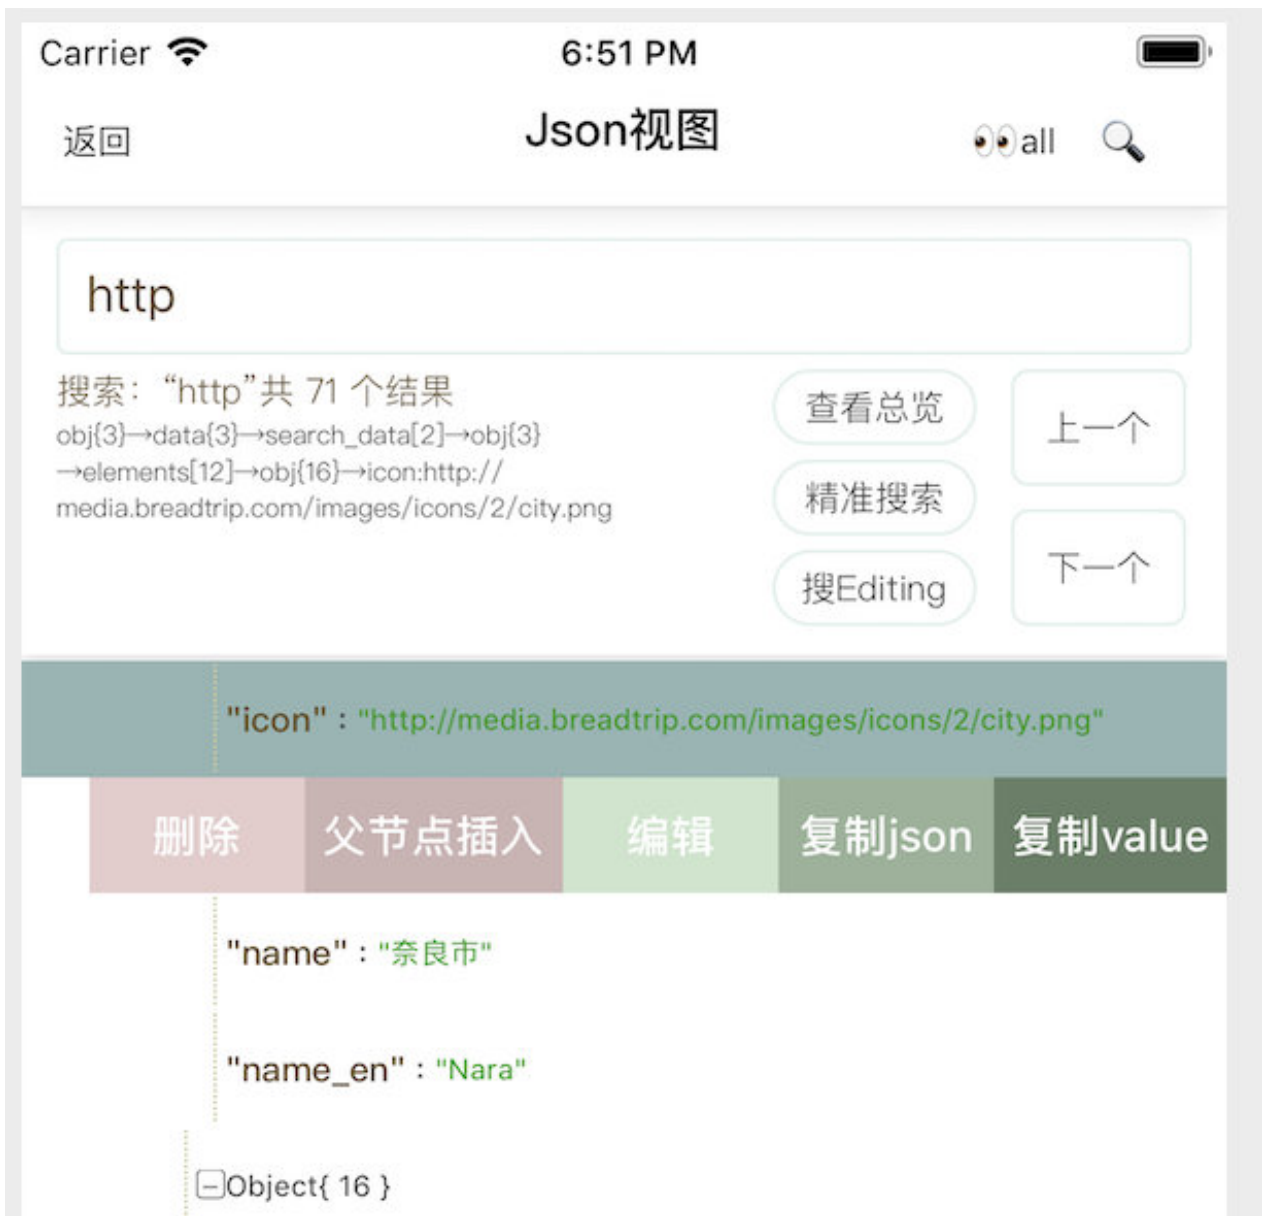 Carrier 6:51 PM
返回 Json视图 all
http
搜索：“http”共 71 个结果
obj{3}→data{3}→search_data[2]→obj{3}
→elements[12]→obj{16}→icon:http://
media.breadtrip.com/images/icons/2/city.png
查看总览
精准搜索
搜Editing
上一个
下一个
"icon" : "http://media.breadtrip.com/images/icons/2/city.png"
删除 父节点插入 编辑 复制json 复制value
"name" : "奈良市"
"name_en" : "Nara"
Object{ 16 }